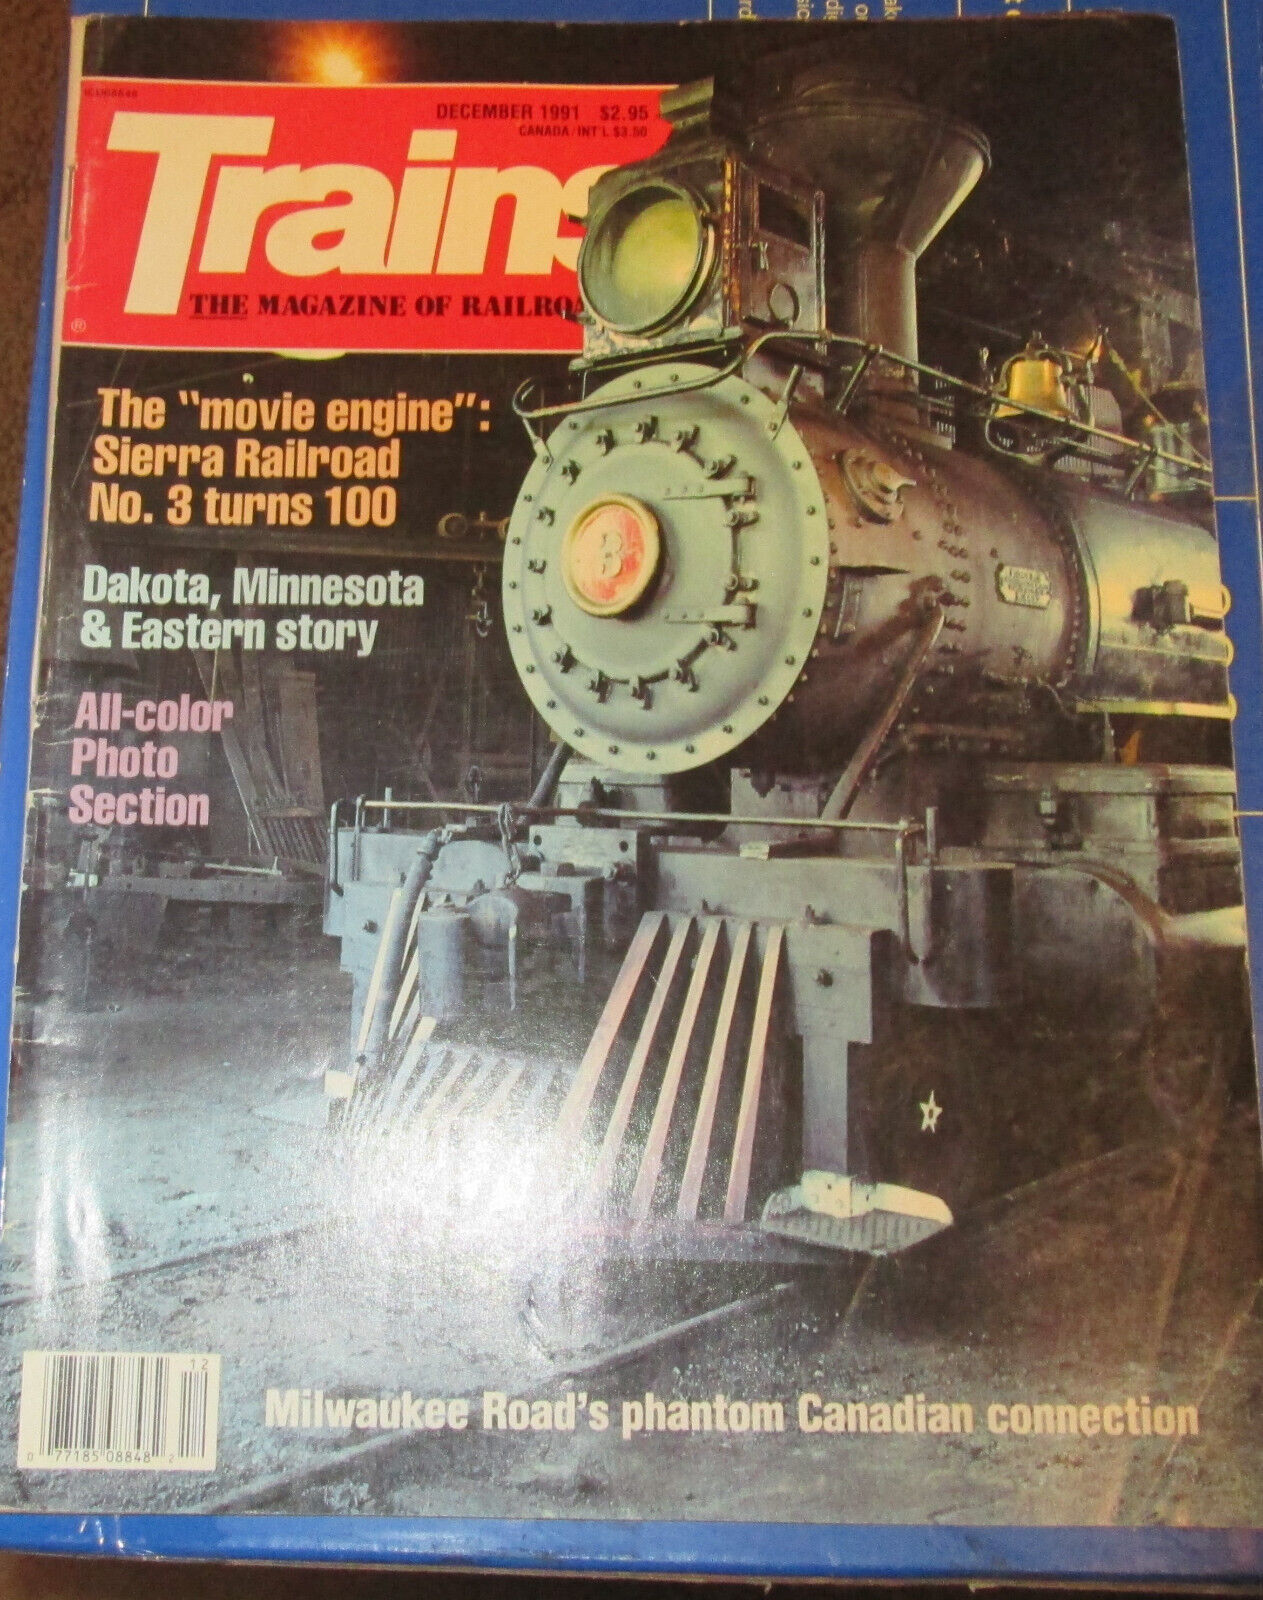 DECEMBER 1991 $2.95
CANADA/INT'L $3.50
Trains
THE MAGAZINE OF RAILROA
®
The "movie engine":
Sierra Railroad
No. 3 turns 100
3
Dakota, Minnesota
& Eastern story
All-color
Photo
Section
Milwaukee Road's phantom Canadian connection
12
0 77185 08848 2